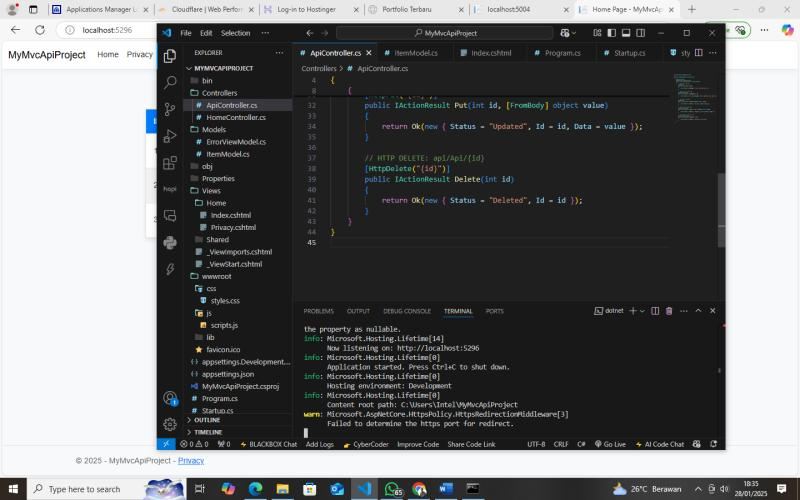 Applications Manager Lo
Cloudflare | Web Perform
Log-in to Hostinger
Portfolio Terbaru
localhost:5004
Home Page - MyMvcAp
localhost:5296
MyMvcApiProject
Home
Privacy
File
Edit
Selection
MyMvcApiProject
EXPLORER
ApiController.cs
ItemModel.cs
Index.cshtml
Program.cs
Startup.cs
sty
Controllers > ApiController.cs
MYMVCAPIPROJECT
bin
Controllers
ApiController.cs
HomeController.cs
Models
ErrorViewModel.cs
ItemModel.cs
obj
Properties
Views
Home
Index.cshtml
Privacy.cshtml
Shared
_ViewImports.cshtml
_ViewStart.cshtml
wwwroot
css
styles.css
js
scripts.js
lib
favicon.ico
appsettings.Development...
appsettings.json
MyMvcApiProject.csproj
Program.cs
Startup.cs
OUTLINE
TIMELINE
hapi
4 {
8 {
32 public IActionResult Put(int id, [FromBody] object value)
33 {
34 return Ok(new { Status = "Updated", Id = id, Data = value });
35 }
36
37 // HTTP DELETE: api/Api/{id}
38 [HttpDelete("{id}")]
39 public IActionResult Delete(int id)
40 {
41 return Ok(new { Status = "Deleted", Id = id });
42 }
43 }
44 }
45
PROBLEMS
OUTPUT
DEBUG CONSOLE
TERMINAL
PORTS
dotnet
the property as nullable.
info: Microsoft.Hosting.Lifetime[14]
Now listening on: http://localhost:5296
info: Microsoft.Hosting.Lifetime[0]
Application started. Press Ctrl+C to shut down.
info: Microsoft.Hosting.Lifetime[0]
Hosting environment: Development
info: Microsoft.Hosting.Lifetime[0]
Content root path: C:\Users\Intel\MyMvcApiProject
warn: Microsoft.AspNetCore.HttpsPolicy.HttpsRedirectionMiddleware[3]
Failed to determine the https port for redirect.
0 0
0
BLACKBOX Chat
Add Logs
CyberCoder
Improve Code
Share Code Link
UTF-8
CRLF
C#
Go Live
AI Code Chat
© 2025 - MyMvcApiProject - Privacy
Type here to search
65
26°C Berawan
18:35
28/01/2025